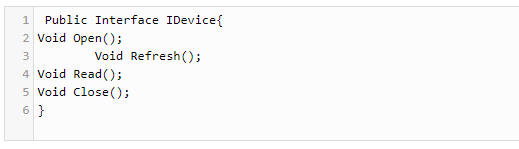 1 Public Interface IDevice{
2 Void Open();
3 Void Refresh();
4 Void Read();
5 Void Close();
6 }